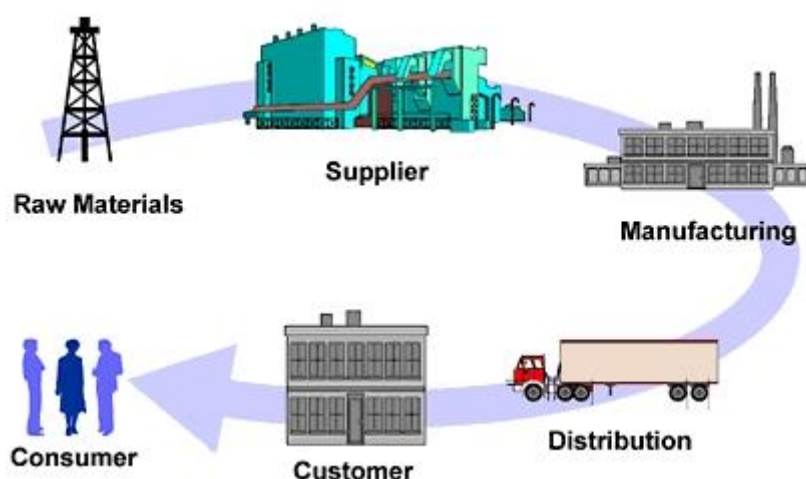 Raw Materials
Supplier
Manufacturing
Distribution
Customer
Consumer